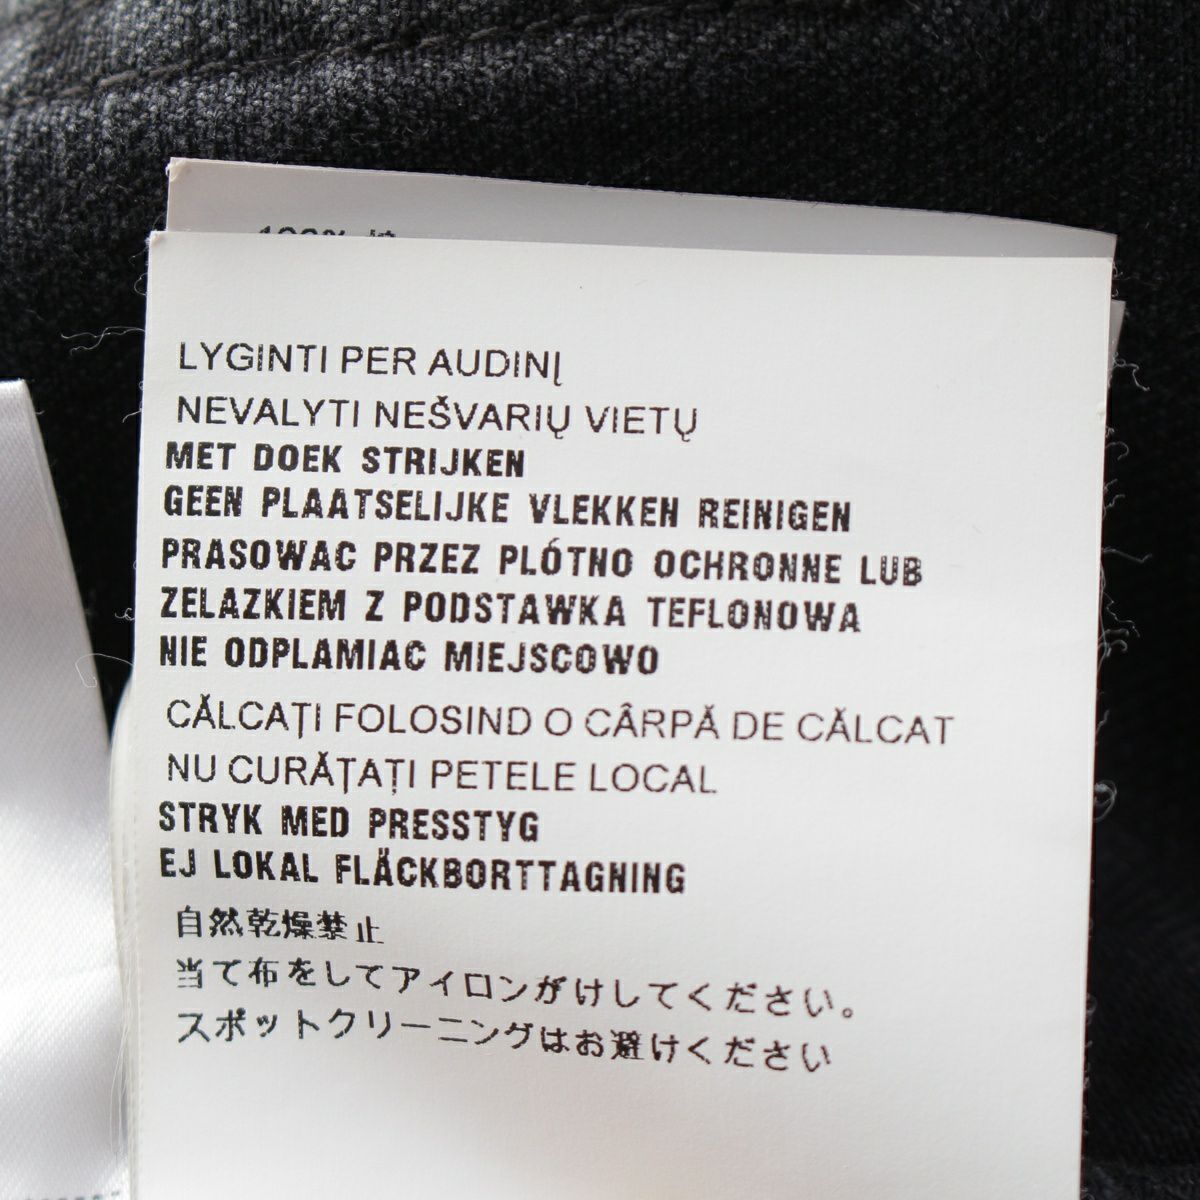 100%
LYGINTI PER AUDINĮ
NEVALYTI NEŠVARIŲ VIETŲ
MET DOEK STRIJKEN
GEEN PLAATSELIJKE VLEKKEN REINIGEN
PRASOWAC PRZEZ PLÓTNO OCHRONNE LUB
ZELAZKIEM Z PODSTAWKA TEFLONOWA
NIE ODPLAMIAC MIEJSCOWO
CĂLCAȚI FOLOSIND O CÂRPĂ DE CĂLCAT
NU CURĂȚAȚI PETELE LOCAL
STRYK MED PRESSTYG
EJ LOKAL FLÄCKBORTTAGNING
自然乾燥禁止
当て布をしてアイロンがけしてください。
スポットクリーニングはお避けください